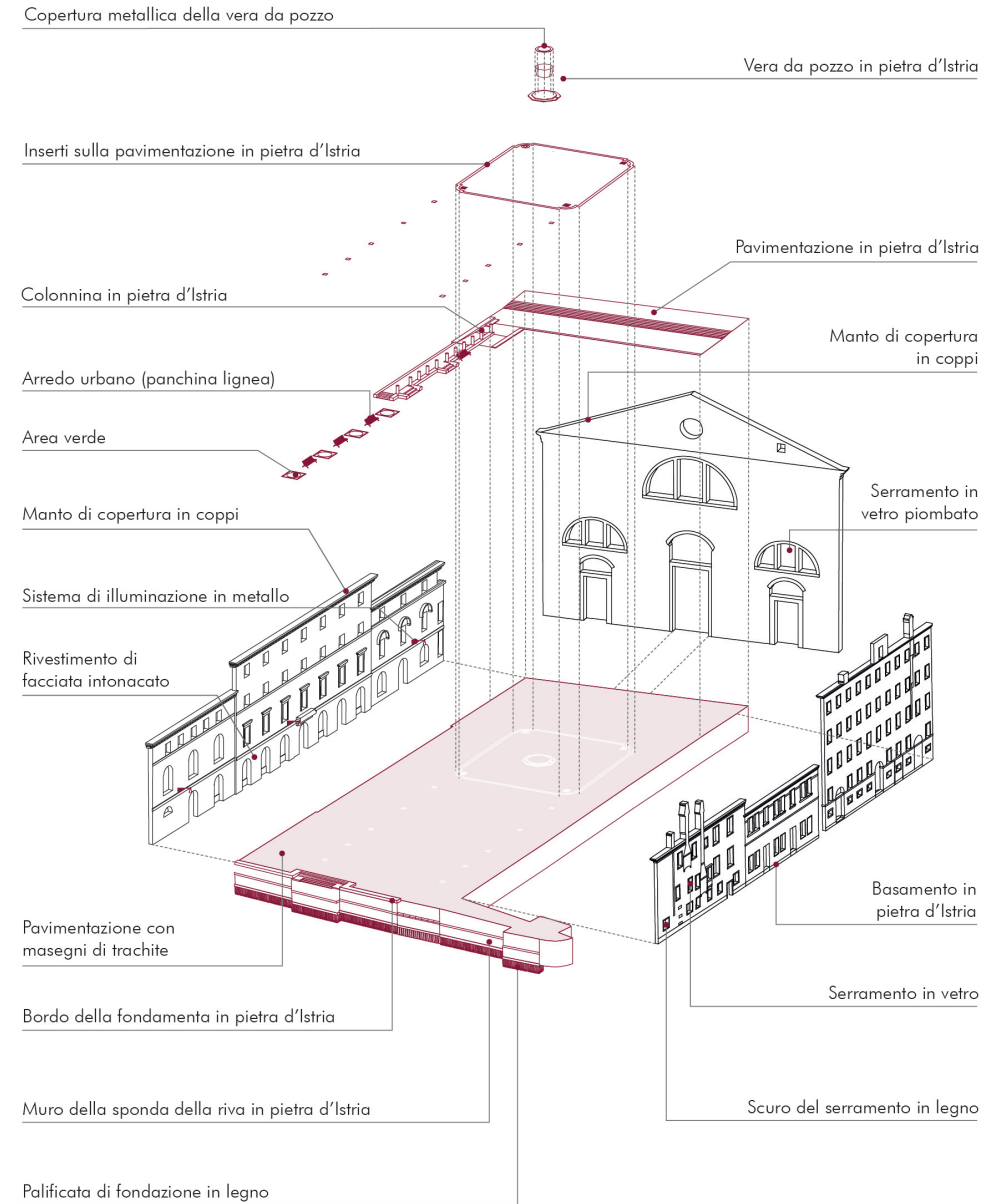 Copertura metallica della vera da pozzo
Vera da pozzo in pietra d’Istria
Inserti sulla pavimentazione in pietra d’Istria
Pavimentazione in pietra d’Istria
Colonnina in pietra d’Istria
Manto di copertura
in coppi
Arredo urbano (panchina lignea)
Area verde
Serramento in
vetro piombato
Manto di copertura in coppi
Sistema di illuminazione in metallo
Rivestimento di
facciata intonacato
Basamento in
pietra d’Istria
Pavimentazione con
masegni di trachite
Serramento in vetro
Bordo della fondamenta in pietra d’Istria
Muro della sponda della riva in pietra d’Istria
Scuro del serramento in legno
Palificata di fondazione in legno